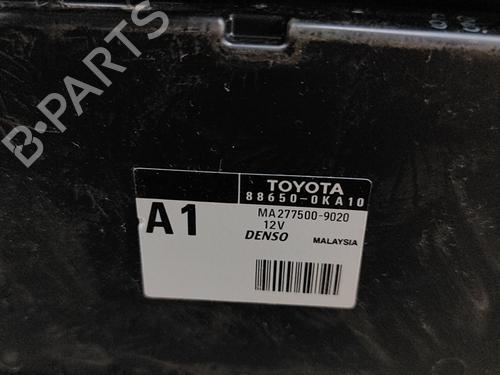 B-PARTS
TOYOTA
88650-0KA10
A1
MA277500-9020
12V
DENSO
MALAYSIA